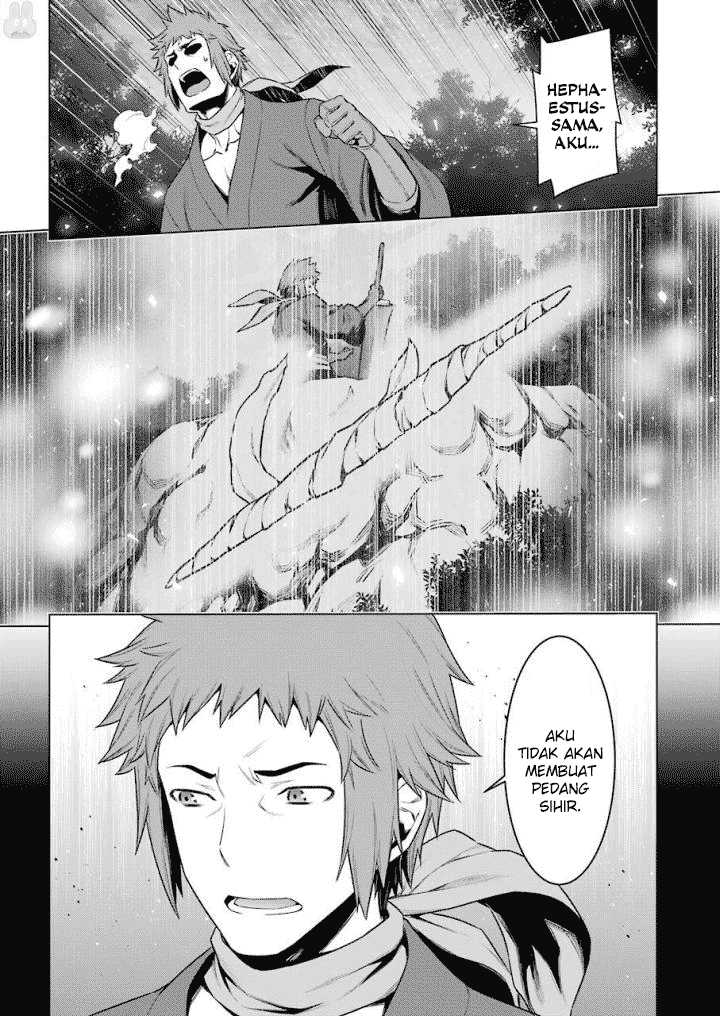 HEPHA-
ESTUS-
SAMA,
AKU...
AKU
TIDAK AKAN
MEMBUAT
PEDANG
SIHIR.